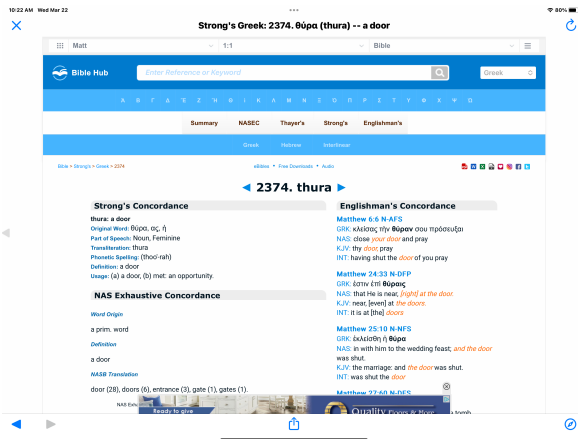 10:22 AM Wed Mar 22
80%
Strong's Greek: 2374. θύρα (thura) -- a door
Matt
1:1
Bible
Bible Hub
Enter Reference or Keyword
Greek
Α Β Γ Δ Ἐ Ζ Ἠ Θ Ἰ Κ Λ Μ Ν Ξ Ο Π Ρ Σ Τ Υ Φ Χ Ψ Ὠ
Summary NASEC Thayer's Strong's Englishman's
Greek Hebrew Interlinear
Bible > Strong's > Greek > 2374
eBibles • Free Downloads • Audio
◄ 2374. thura ►
Strong's Concordance
thura: a door
Original Word: θύρα, ας, ἡ
Part of Speech: Noun, Feminine
Transliteration: thura
Phonetic Spelling: (thoo'-rah)
Definition: a door
Usage: (a) a door, (b) met: an opportunity.
NAS Exhaustive Concordance
Word Origin
a prim. word
Definition
a door
NASB Translation
door (28), doors (6), entrance (3), gate (1), gates (1).
NAS
Englishman's Concordance
Matthew 6:6 N-AFS
GRK: κλείσας τὴν θύραν σου πρόσευξαι
NAS: close your door and pray
KJV: thy door, pray
INT: having shut the door of you pray
Matthew 24:33 N-DFP
GRK: ἐστιν ἐπὶ θύραις
NAS: that He is near, [right] at the door.
KJV: near, [even] at the doors.
INT: it is at [the] doors
Matthew 25:10 N-NFS
GRK: ἐκλείσθη ἡ θύρα
NAS: in with him to the wedding feast; and the door
was shut.
KJV: the marriage: and the door was shut.
INT: was shut the door
Matthew 27:60 N-DFS
a tomb
Ready to give
Quality Floors & More